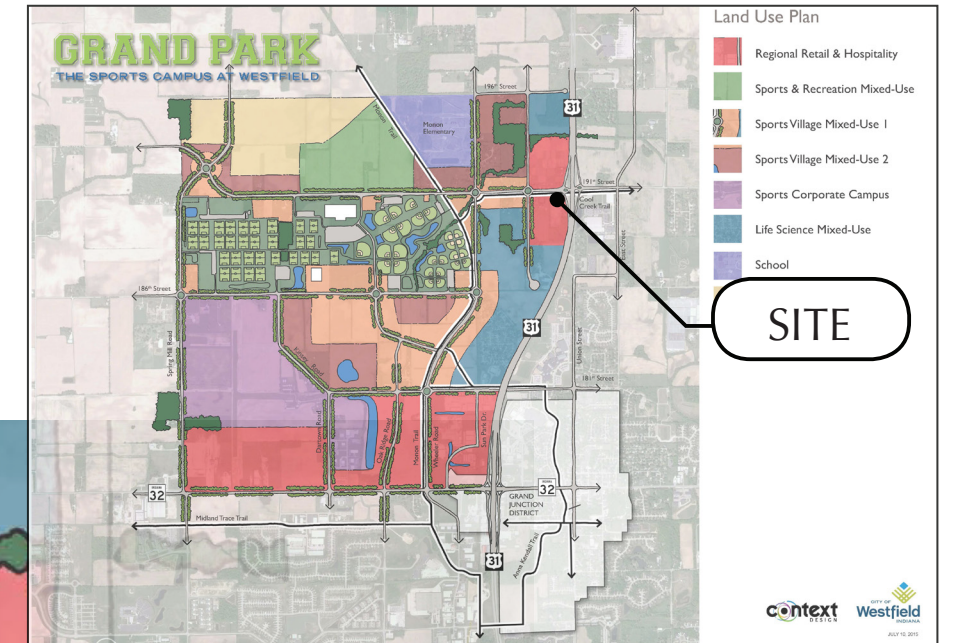 GRAND PARK
THE SPORTS CAMPUS AT WESTFIELD
Land Use Plan
Regional Retail & Hospitality
Sports & Recreation Mixed-Use
Sports Village Mixed-Use 1
Sports Village Mixed-Use 2
Sports Corporate Campus
Life Science Mixed-Use
School
SITE
196th Street
31
Monon Trail
Monon
Elementary
191st Street
Cool
Creek Trail
186th Street
31
Spring Mill Road
Union Street
181st Street
Dartown Road
Oak Ridge Road
Monon Trail
Wheeler Road
Sun Park Dr.
32
32
GRAND
JUNCTION
DISTRICT
Midland Trace Trail
31
Anna Kendall Trail
context
DESIGN
CITY OF
Westfield
INDIANA
JULY 10, 2015